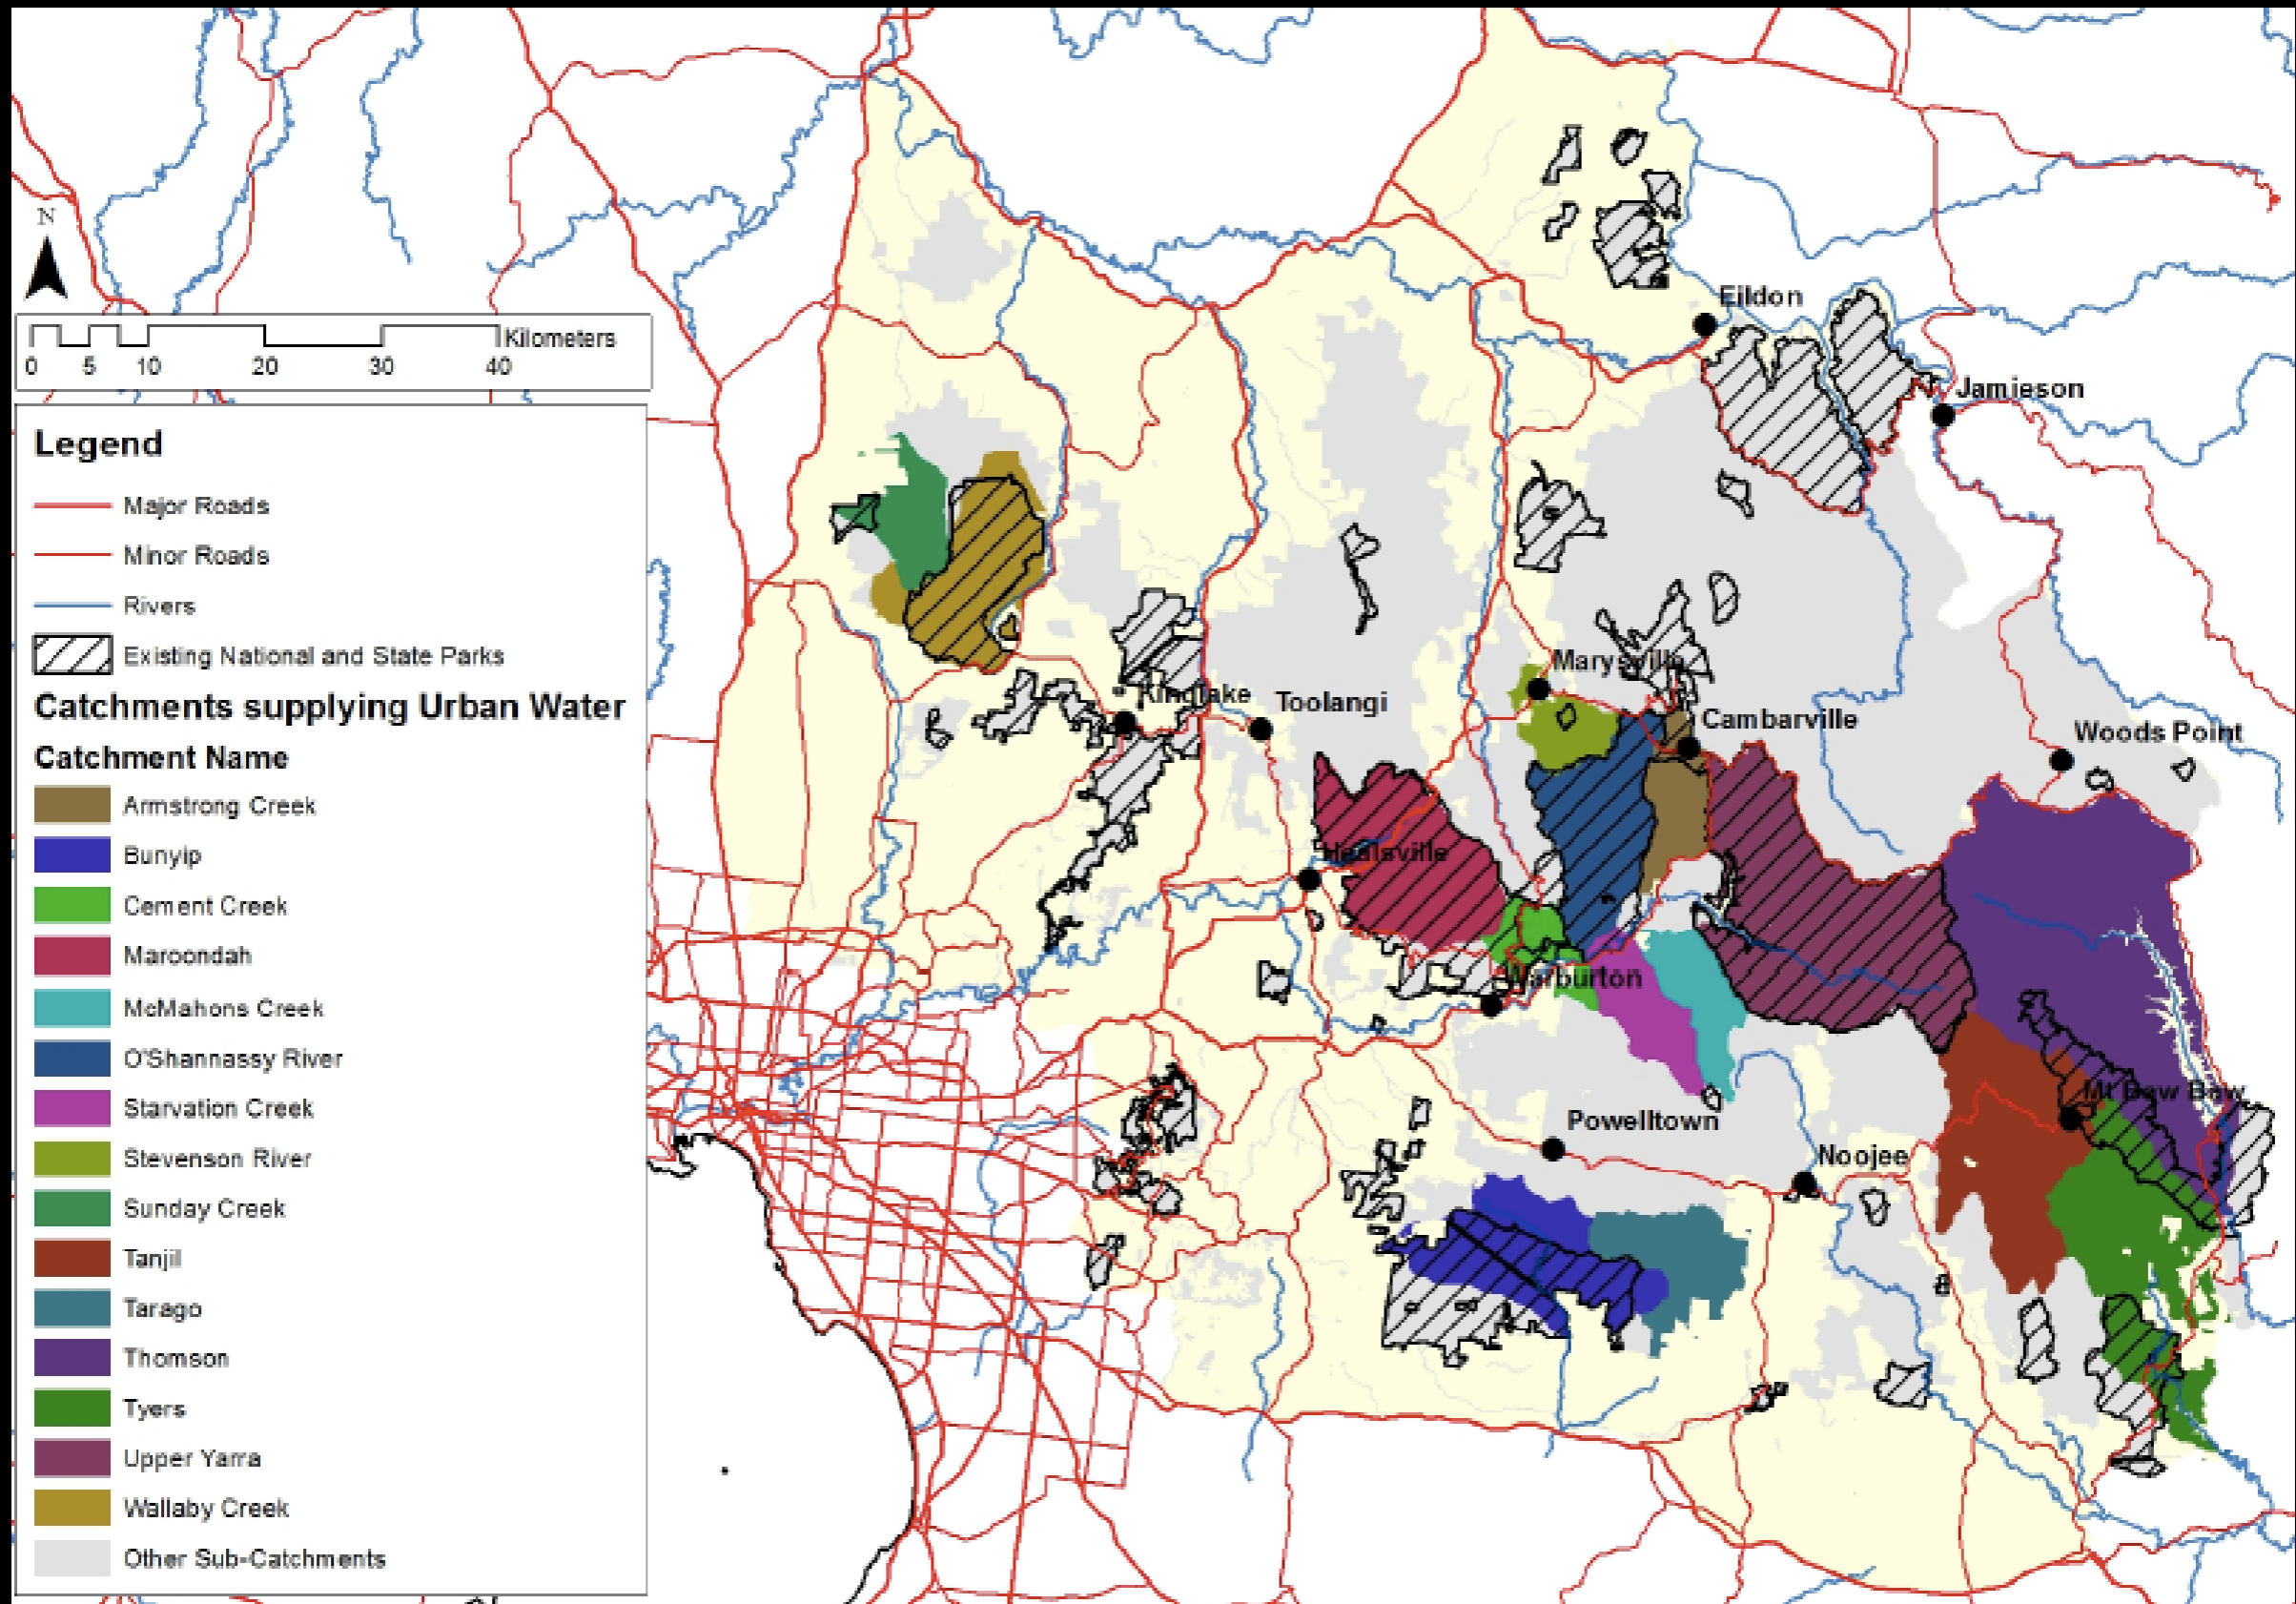 N
Kilometers
0 5 10 20 30 40
Legend
Major Roads
Minor Roads
Rivers
Existing National and State Parks
Catchments supplying Urban Water
Catchment Name
Armstrong Creek
Bunyip
Cement Creek
Maroondah
McMahons Creek
O'Shannassy River
Starvation Creek
Stevenson River
Sunday Creek
Tanjil
Tarago
Thomson
Tyers
Upper Yarra
Wallaby Creek
Other Sub-Catchments
Eildon
Jamieson
Marysville
Kinglake
Toolangi
Cambarville
Woods Point
Healsville
Warburton
Mt Baw Baw
Powelltown
Noojee